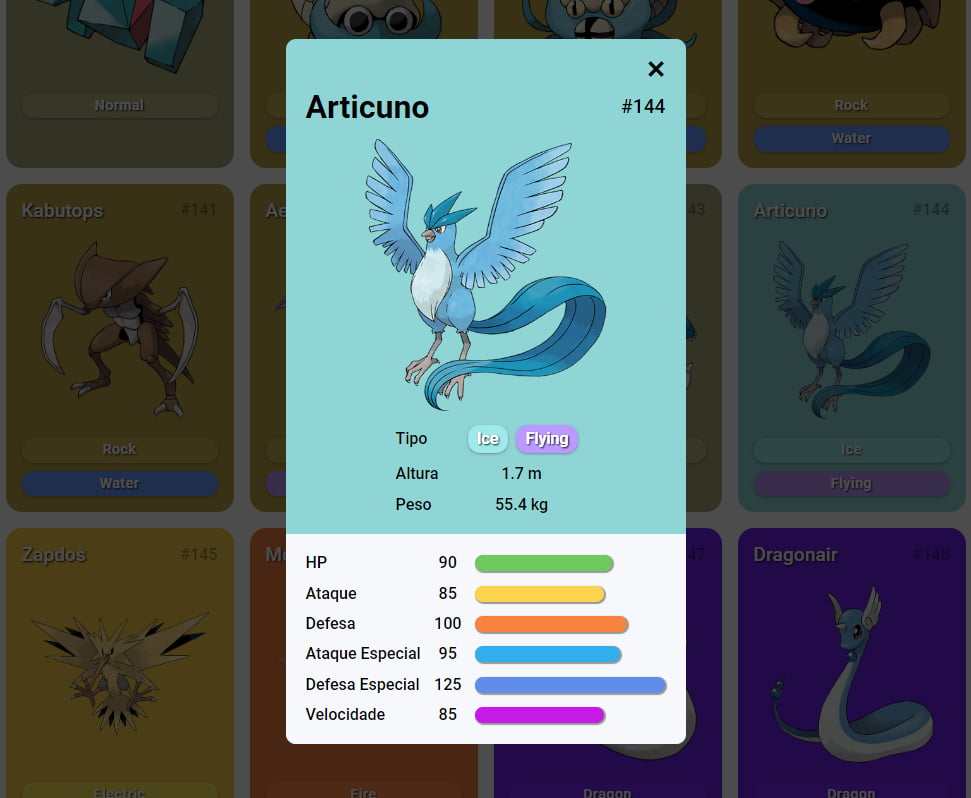 Normal
Rock
Water
✕
Articuno
#144
Tipo Ice Flying
Altura 1.7 m
Peso 55.4 kg
HP 90
Ataque 85
Defesa 100
Ataque Especial 95
Defesa Especial 125
Velocidade 85
Kabutops #141
Ae
43
Articuno #144
Rock
Water
Ice
Flying
Zapdos #145
Mo
47
Dragonair #148
Electric
Fire
Dragon
Dragon